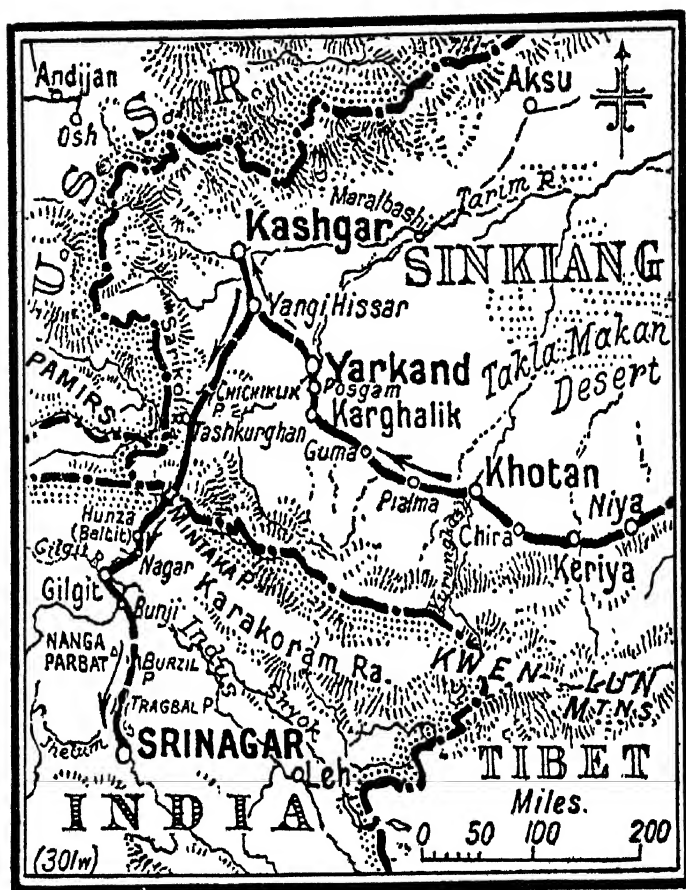 Andijan
Osh
U. S. S. R.
Aksu
Maralbash
Tarim R.
Kashgar
SINKIANG
Yangi Hissar
Takla-Makan
Desert
Sarikol
PAMIRS
CHICHIKLIK
P.
Yarkand
Posgam
Karghalik
Tashkurghan
Guma
Pialma
Khotan
Niya
Chira
Keriya
Hunza
(Baltit)
MINTAKA P.
Gilgit R.
Nagar
Gilgit
Bunji
Karakoram Ra.
NANGA
PARBAT
BURZIL
P.
Indus
Shyok
KWEN-LUN
MTNS
TRAGBAL P.
Jhelum
SRINAGAR
Leh
TIBET
INDIA
Miles.
0 50 100 200
(301w)